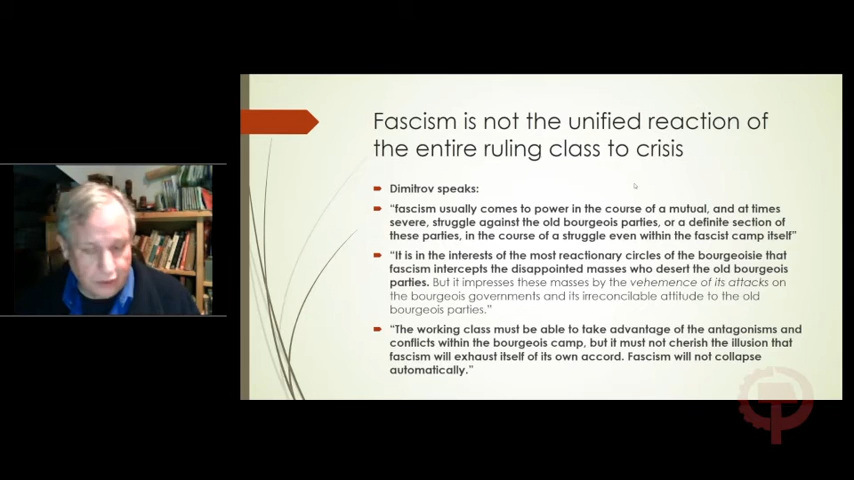 Fascism is not the unified reaction of
the entire ruling class to crisis
Dimitrov speaks:
“fascism usually comes to power in the course of a mutual, and at times
severe, struggle against the old bourgeois parties, or a definite section of
these parties, in the course of a struggle even within the fascist camp itself”
“It is in the interests of the most reactionary circles of the bourgeoisie that
fascism intercepts the disappointed masses who desert the old bourgeois
parties. But it impresses these masses by the vehemence of its attacks on
the bourgeois governments and its irreconcilable attitude to the old
bourgeois parties.”
“The working class must be able to take advantage of the antagonisms and
conflicts within the bourgeois camp, but it must not cherish the illusion that
fascism will exhaust itself of its own accord. Fascism will not collapse
automatically.”